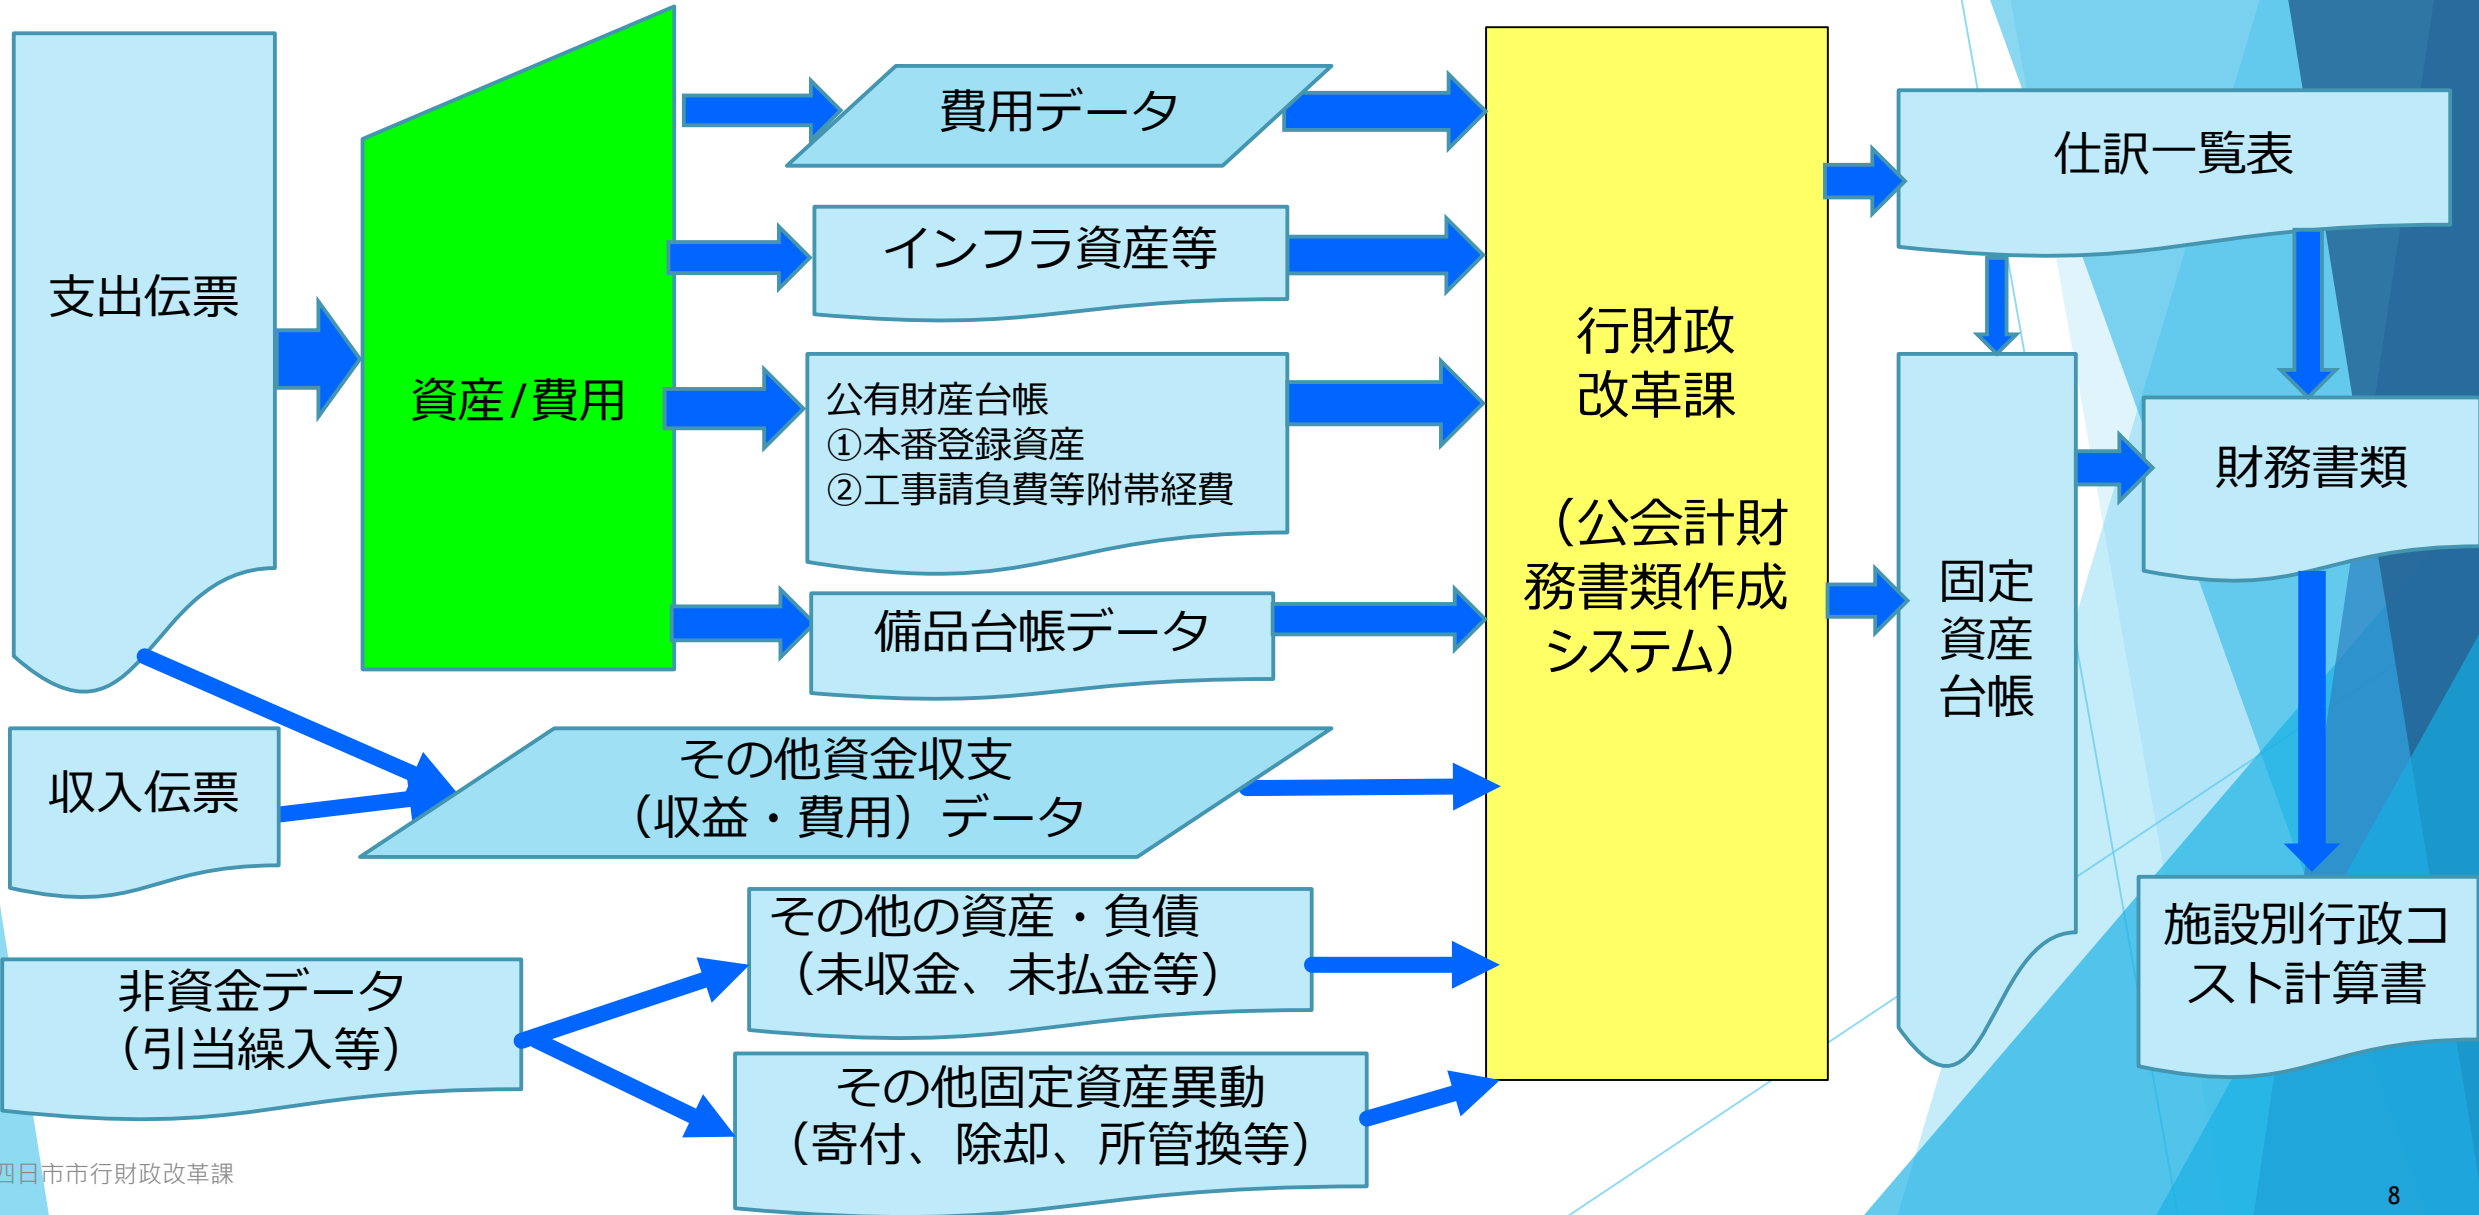 支出伝票
資産/費用
費用データ
インフラ資産等
公有財産台帳
①本番登録資産
②工事請負費等附帯経費
備品台帳データ
収入伝票
その他資金収支
（収益・費用）データ
非資金データ
（引当繰入等）
その他の資産・負債
（未収金、未払金等）
その他固定資産異動
（寄付、除却、所管換等）
行財政
改革課
（公会計財
務書類作成
システム）
仕訳一覧表
固定
資産
台帳
財務書類
施設別行政コ
スト計算書
四日市市行財政改革課
8